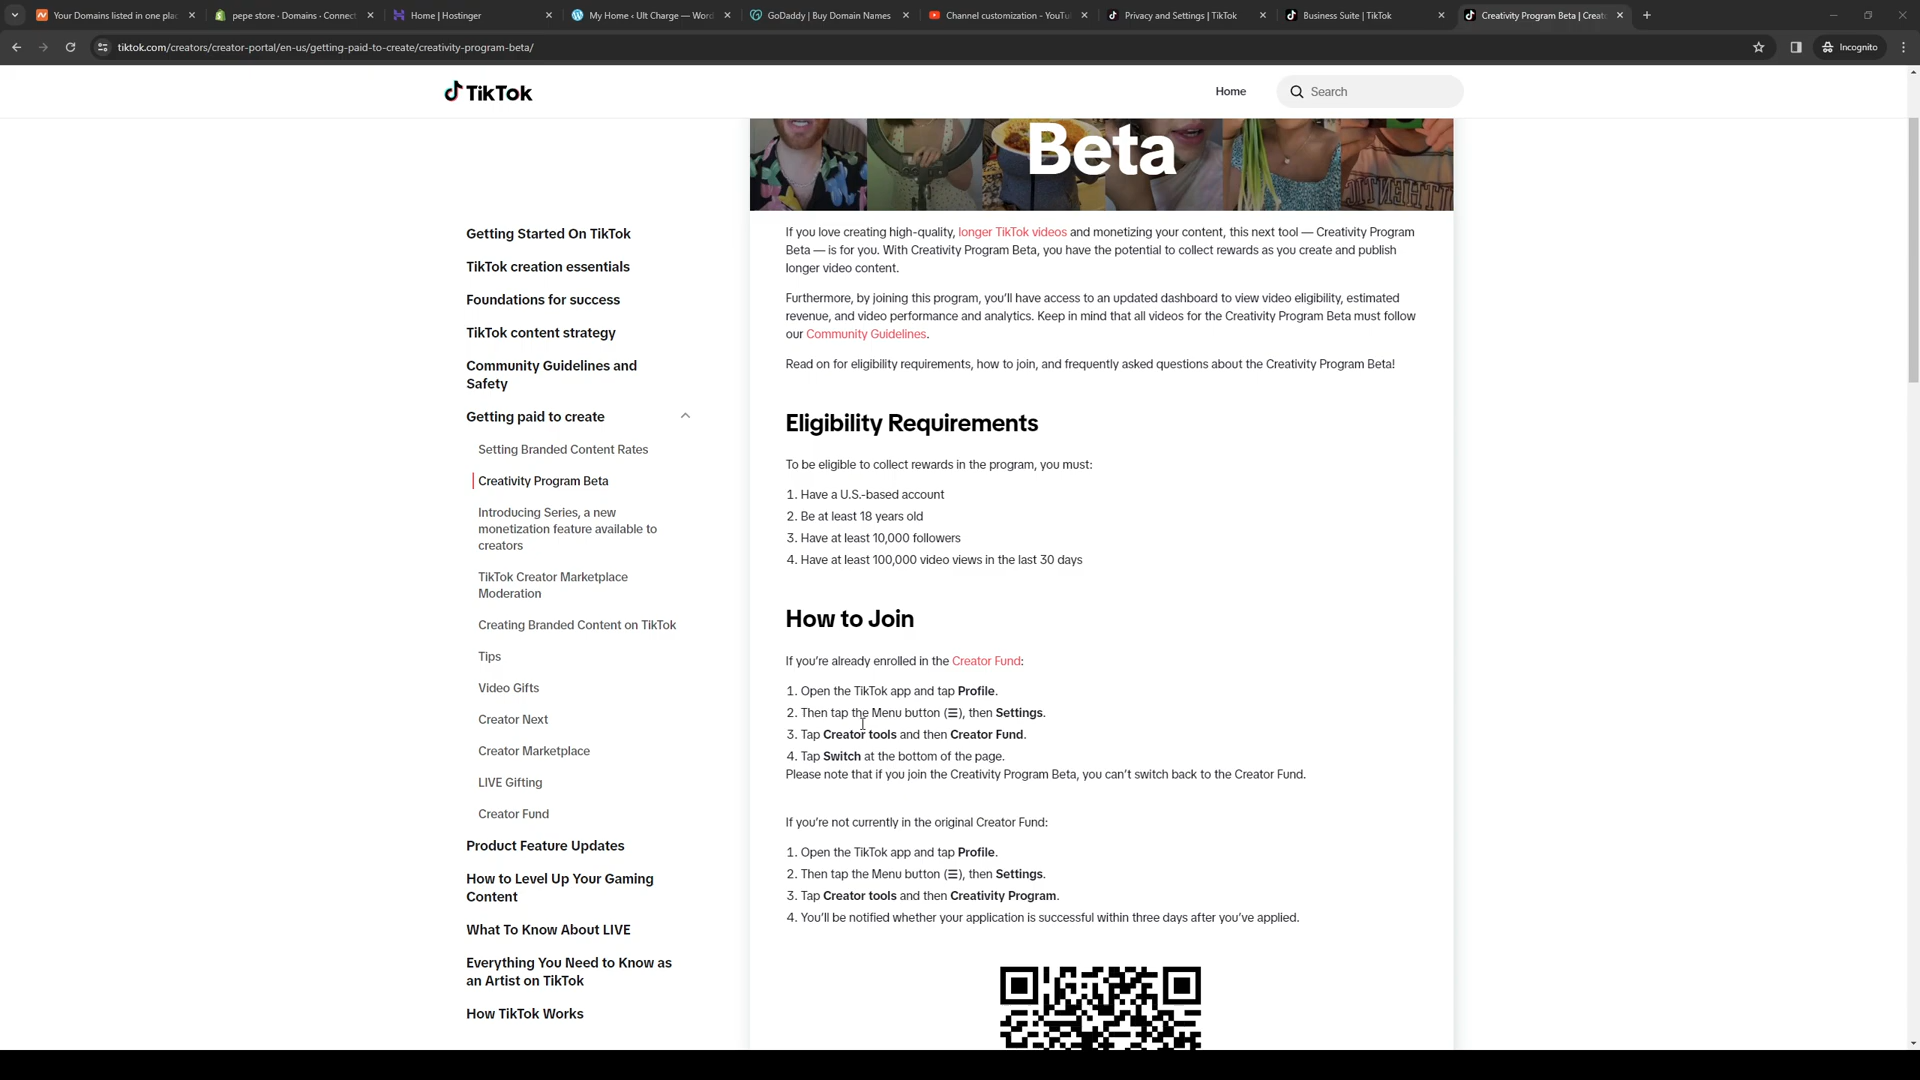 Your Domains listed in one plac
pepe store · Domains · Connect
Home | Hostinger
My Home ‹ Ult Charge — Word
GoDaddy | Buy Domain Names
Channel customization - YouTu
Privacy and Settings | TikTok
Business Suite | TikTok
Creativity Program Beta | Creat
tiktok.com/creators/creator-portal/en-us/getting-paid-to-create/creativity-program-beta/
Incognito
TikTok
Home
Search
Getting Started On TikTok
TikTok creation essentials
Foundations for success
TikTok content strategy
Community Guidelines and
Safety
Getting paid to create
Setting Branded Content Rates
Creativity Program Beta
Introducing Series, a new
monetization feature available to
creators
TikTok Creator Marketplace
Moderation
Creating Branded Content on TikTok
Tips
Video Gifts
Creator Next
Creator Marketplace
LIVE Gifting
Creator Fund
Product Feature Updates
How to Level Up Your Gaming
Content
What To Know About LIVE
Everything You Need to Know as
an Artist on TikTok
How TikTok Works
Beta
If you love creating high-quality, longer TikTok videos and monetizing your content, this next tool — Creativity Program
Beta — is for you. With Creativity Program Beta, you have the potential to collect rewards as you create and publish
longer video content.
Furthermore, by joining this program, you’ll have access to an updated dashboard to view video eligibility, estimated
revenue, and video performance and analytics. Keep in mind that all videos for the Creativity Program Beta must follow
our Community Guidelines.
Read on for eligibility requirements, how to join, and frequently asked questions about the Creativity Program Beta!
Eligibility Requirements
To be eligible to collect rewards in the program, you must:
1. Have a U.S.-based account
2. Be at least 18 years old
3. Have at least 10,000 followers
4. Have at least 100,000 video views in the last 30 days
How to Join
If you’re already enrolled in the Creator Fund:
1. Open the TikTok app and tap Profile.
2. Then tap the Menu button (☰), then Settings.
3. Tap Creator tools and then Creator Fund.
4. Tap Switch at the bottom of the page.
Please note that if you join the Creativity Program Beta, you can’t switch back to the Creator Fund.
If you’re not currently in the original Creator Fund:
1. Open the TikTok app and tap Profile.
2. Then tap the Menu button (☰), then Settings.
3. Tap Creator tools and then Creativity Program.
4. You’ll be notified whether your application is successful within three days after you’ve applied.